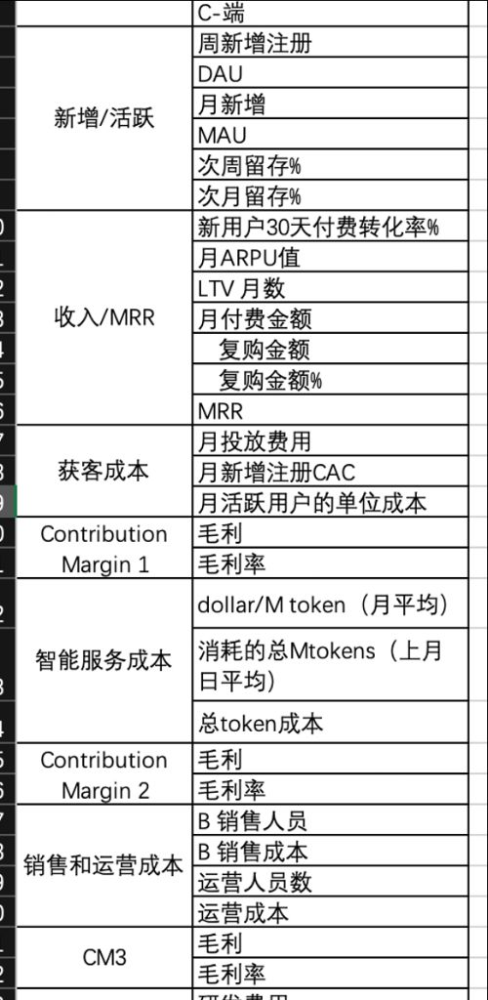 C-端
新增/活跃
周新增注册
DAU
月新增
MAU
次周留存%
次月留存%
收入/MRR
新用户30天付费转化率%
月ARPU值
LTV 月数
月付费金额
复购金额
复购金额%
MRR
获客成本
月投放费用
月新增注册CAC
月活跃用户的单位成本
Contribution
Margin 1
毛利
毛利率
智能服务成本
dollar/M token（月平均）
消耗的总Mtokens（上月
日平均）
总token成本
Contribution
Margin 2
毛利
毛利率
销售和运营成本
B 销售人员
B 销售成本
运营人员数
运营成本
CM3
毛利
毛利率